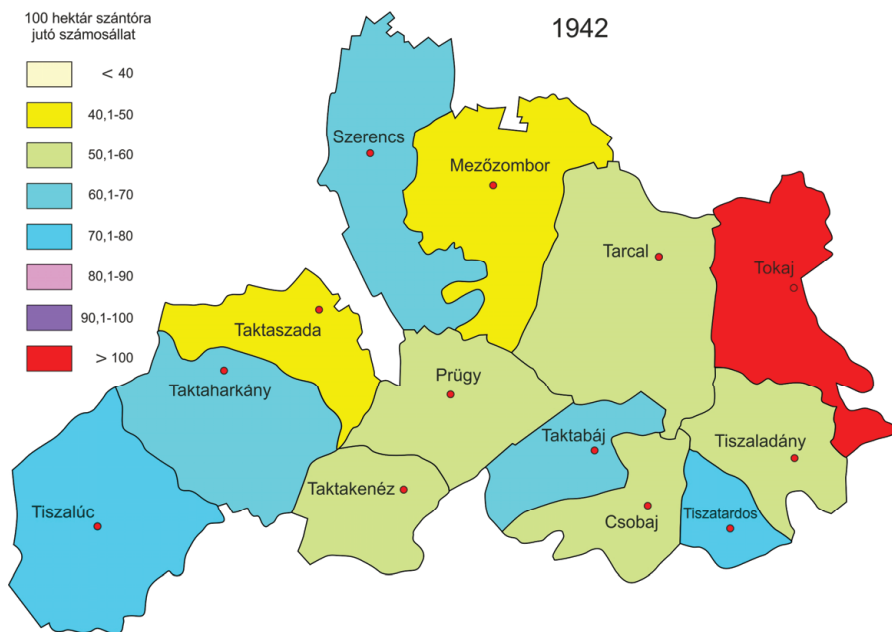 100 hektár szántóra
jutó számosállat
1942
< 40
40,1-50
50,1-60
60,1-70
70,1-80
80,1-90
90,1-100
> 100
Szerencs
Mezőzombor
Tarcal
Tokaj
Taktaszada
Taktaharkány
Prügy
Taktabáj
Tiszaladány
Taktakenéz
Tiszalúc
Csobaj
Tiszatardos